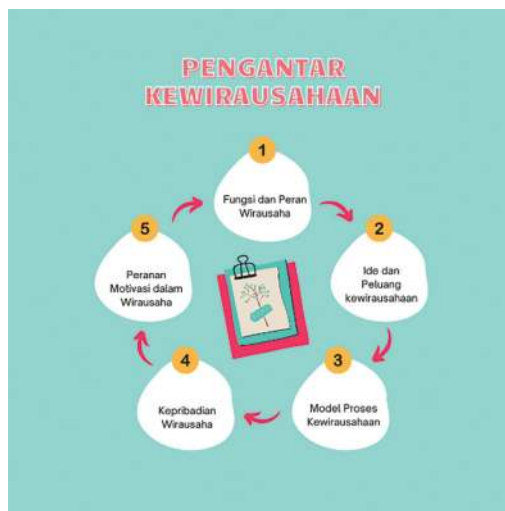 PENGANTAR
KEWIRAUSAHAAN
1
Fungsi dan Peran
Wirausaha
2
Ide dan
Peluang
kewirausahaan
3
Model Proses
Kewirausahaan
4
Kepribadian
Wirausaha
5
Peranan
Motivasi dalam
Wirausaha